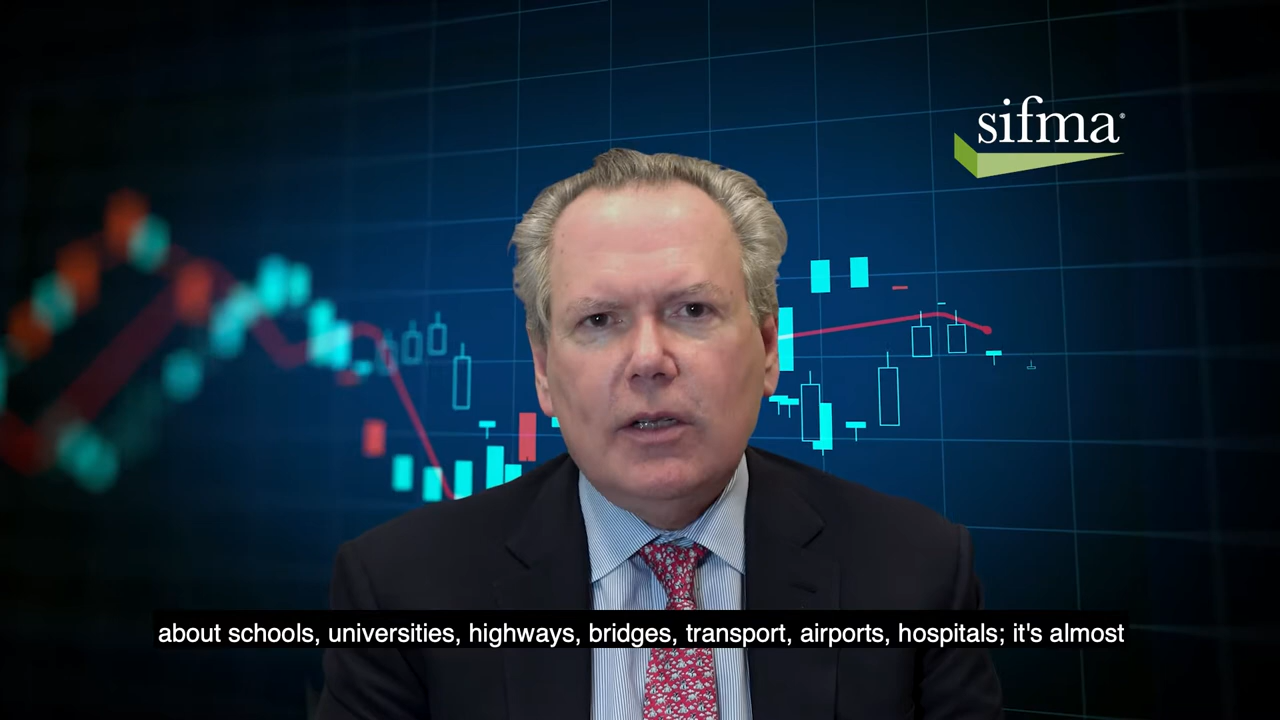 sifma®
about schools, universities, highways, bridges, transport, airports, hospitals; it's almost